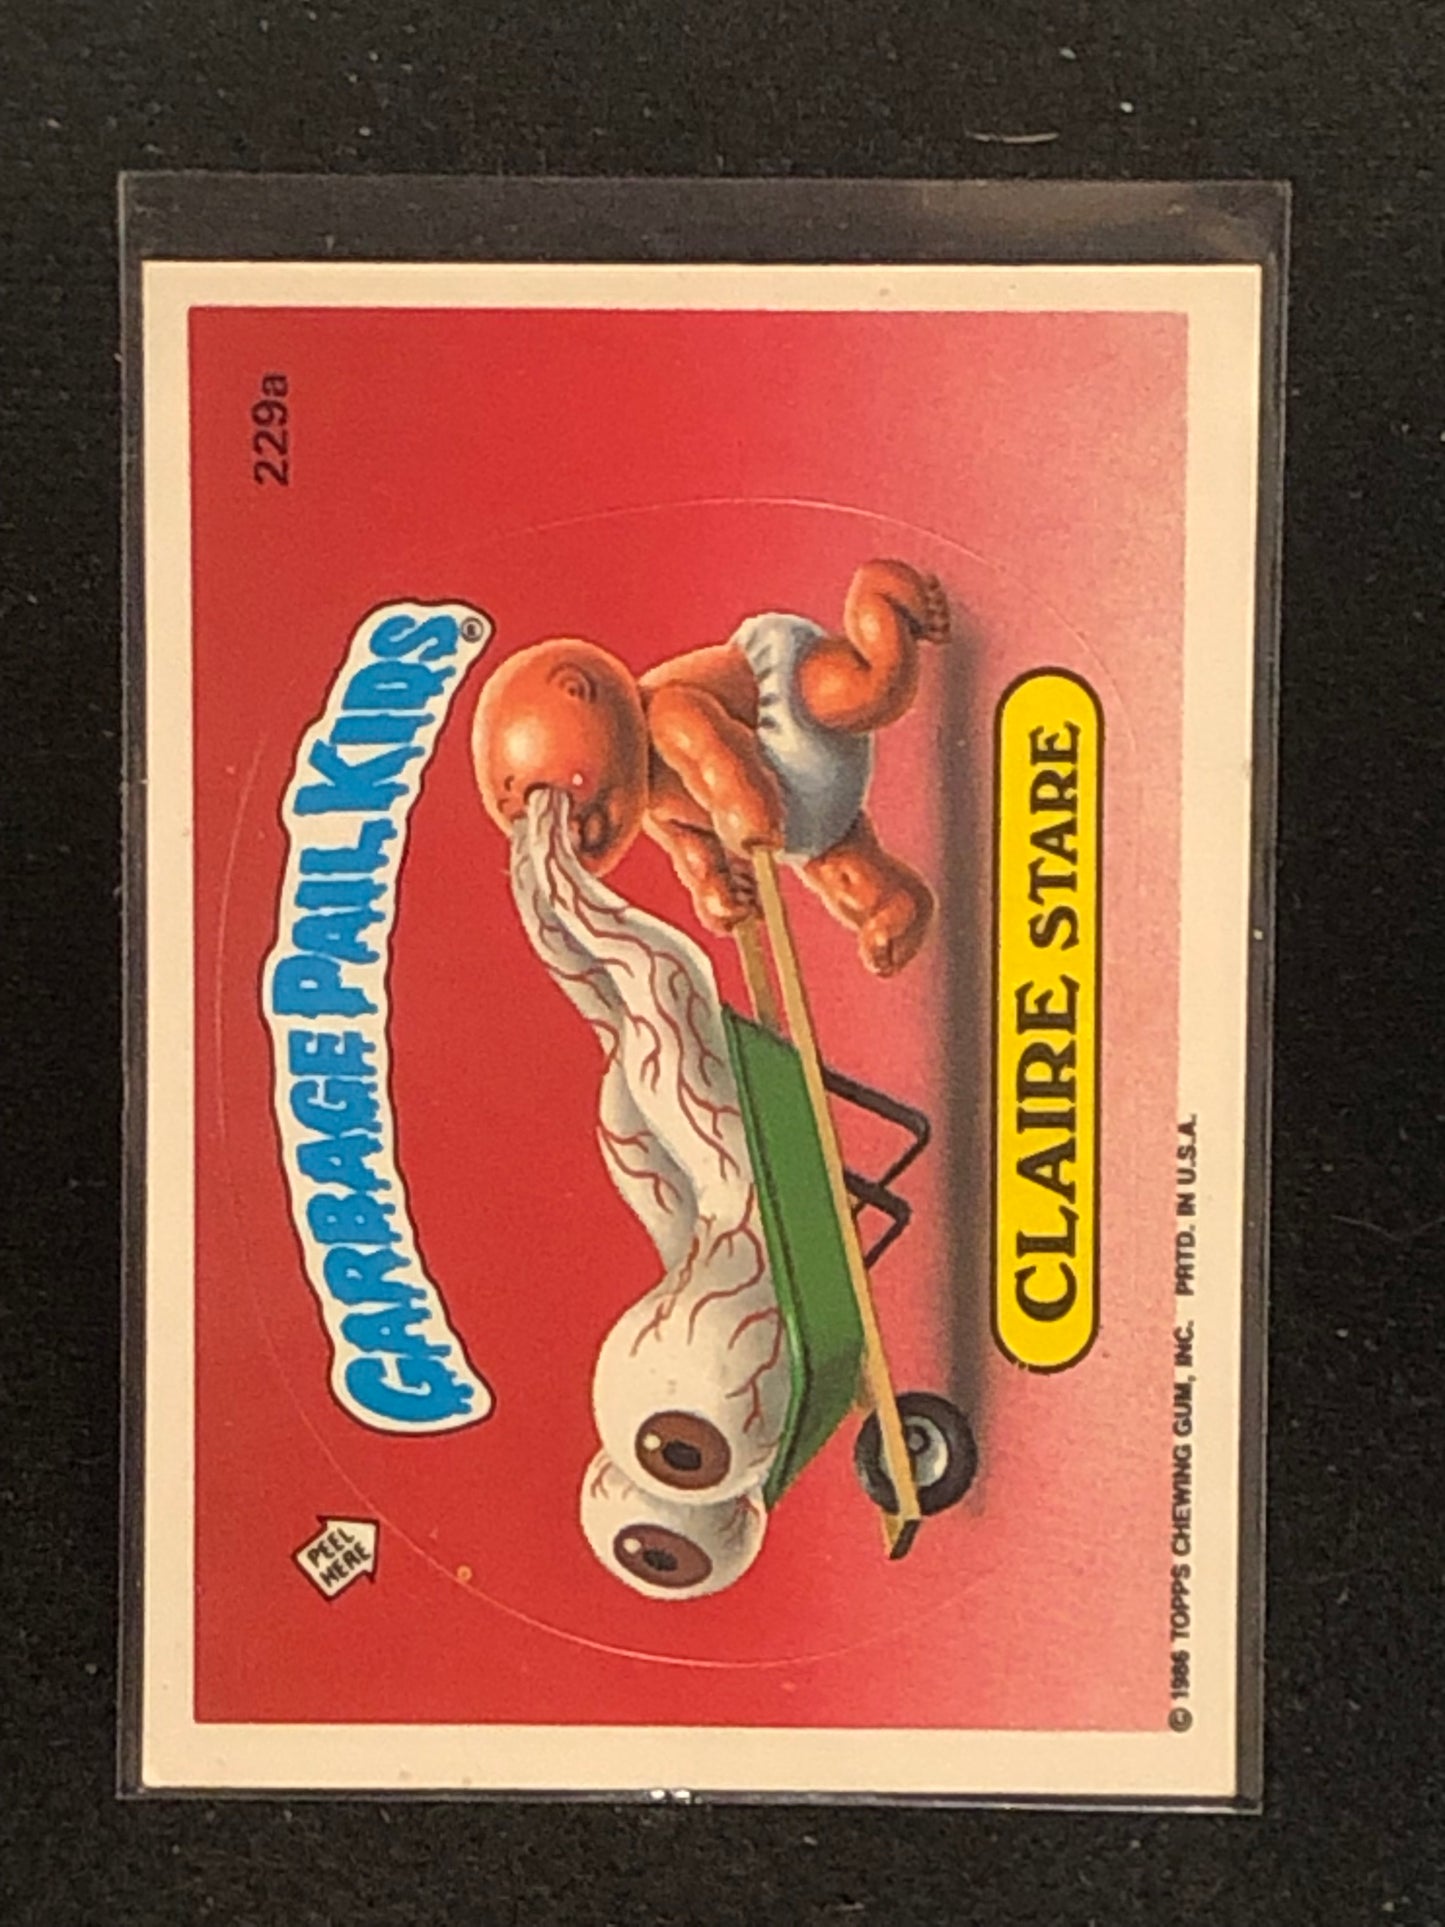 PEEL
HERE
GARBAGE PAIL KIDS®
229a
CLAIRE STARE
© 1986 TOPPS CHEWING GUM, INC. PRTD. IN U.S.A.